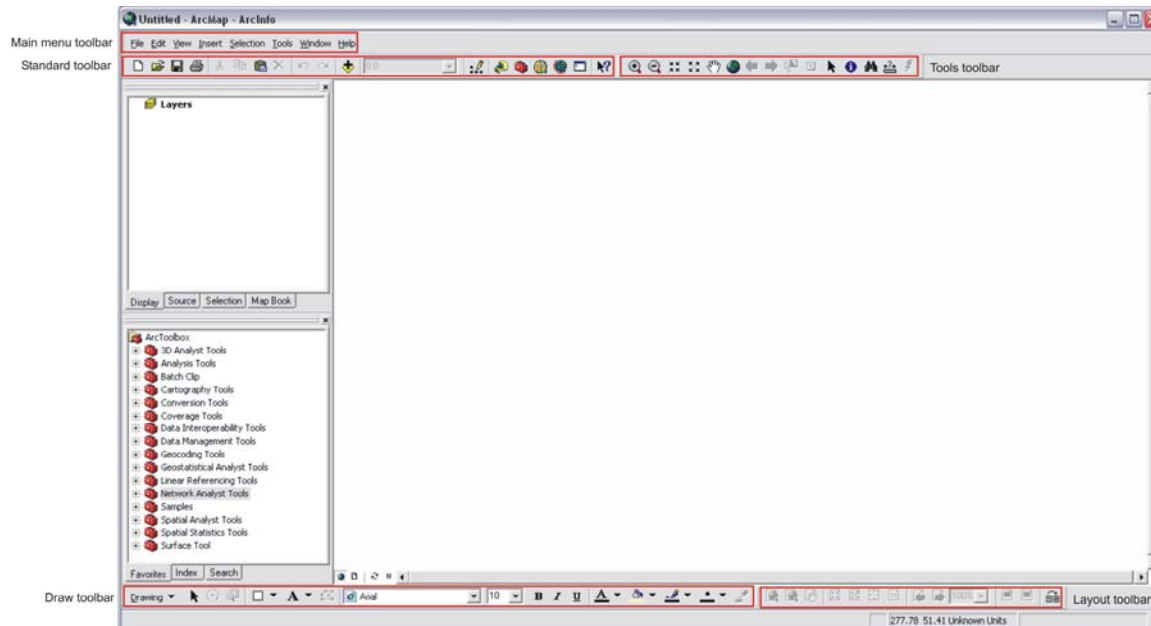 Untitled - ArcMap - ArcInfo
Main menu toolbar
File Edit View Insert Selection Tools Window Help
Standard toolbar
Tools toolbar
Layers
Display Source Selection Map Book
ArcToolbox
3D Analyst Tools
Analysis Tools
Batch Clip
Cartography Tools
Conversion Tools
Coverage Tools
Data Interoperability Tools
Data Management Tools
Geocoding Tools
Geostatistical Analyst Tools
Linear Referencing Tools
Network Analyst Tools
Samples
Spatial Analyst Tools
Spatial Statistics Tools
Surface Tool
Favorites Index Search
Draw toolbar
Drawing A Arial 10 B I U A 100%
Layout toolbar
277.78 51.41 Unknown Units